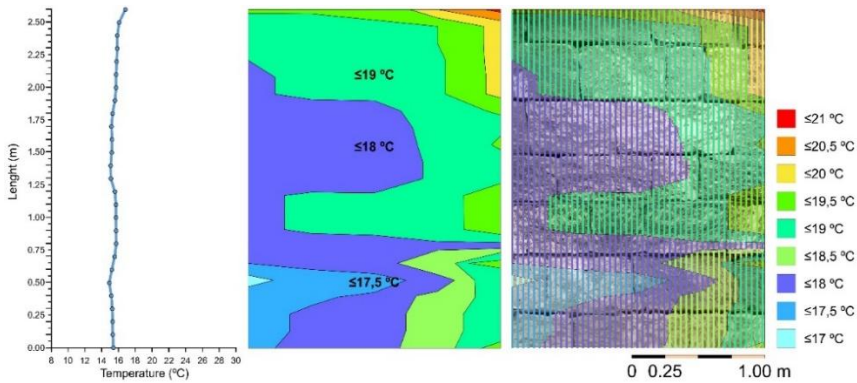 Lenght (m)
2.50
2.25
2.00
1.75
1.50
1.25
1.00
0.75
0.50
0.25
0.00
8 10 12 14 16 18 20 22 24 26 28 30
Temperature (ºC)
≤19 ºC
≤18 ºC
≤17,5 ºC
≤21 ºC
≤20,5 ºC
≤20 ºC
≤19,5 ºC
≤19 ºC
≤18,5 ºC
≤18 ºC
≤17,5 ºC
≤17 ºC
0 0.25 1.00 m